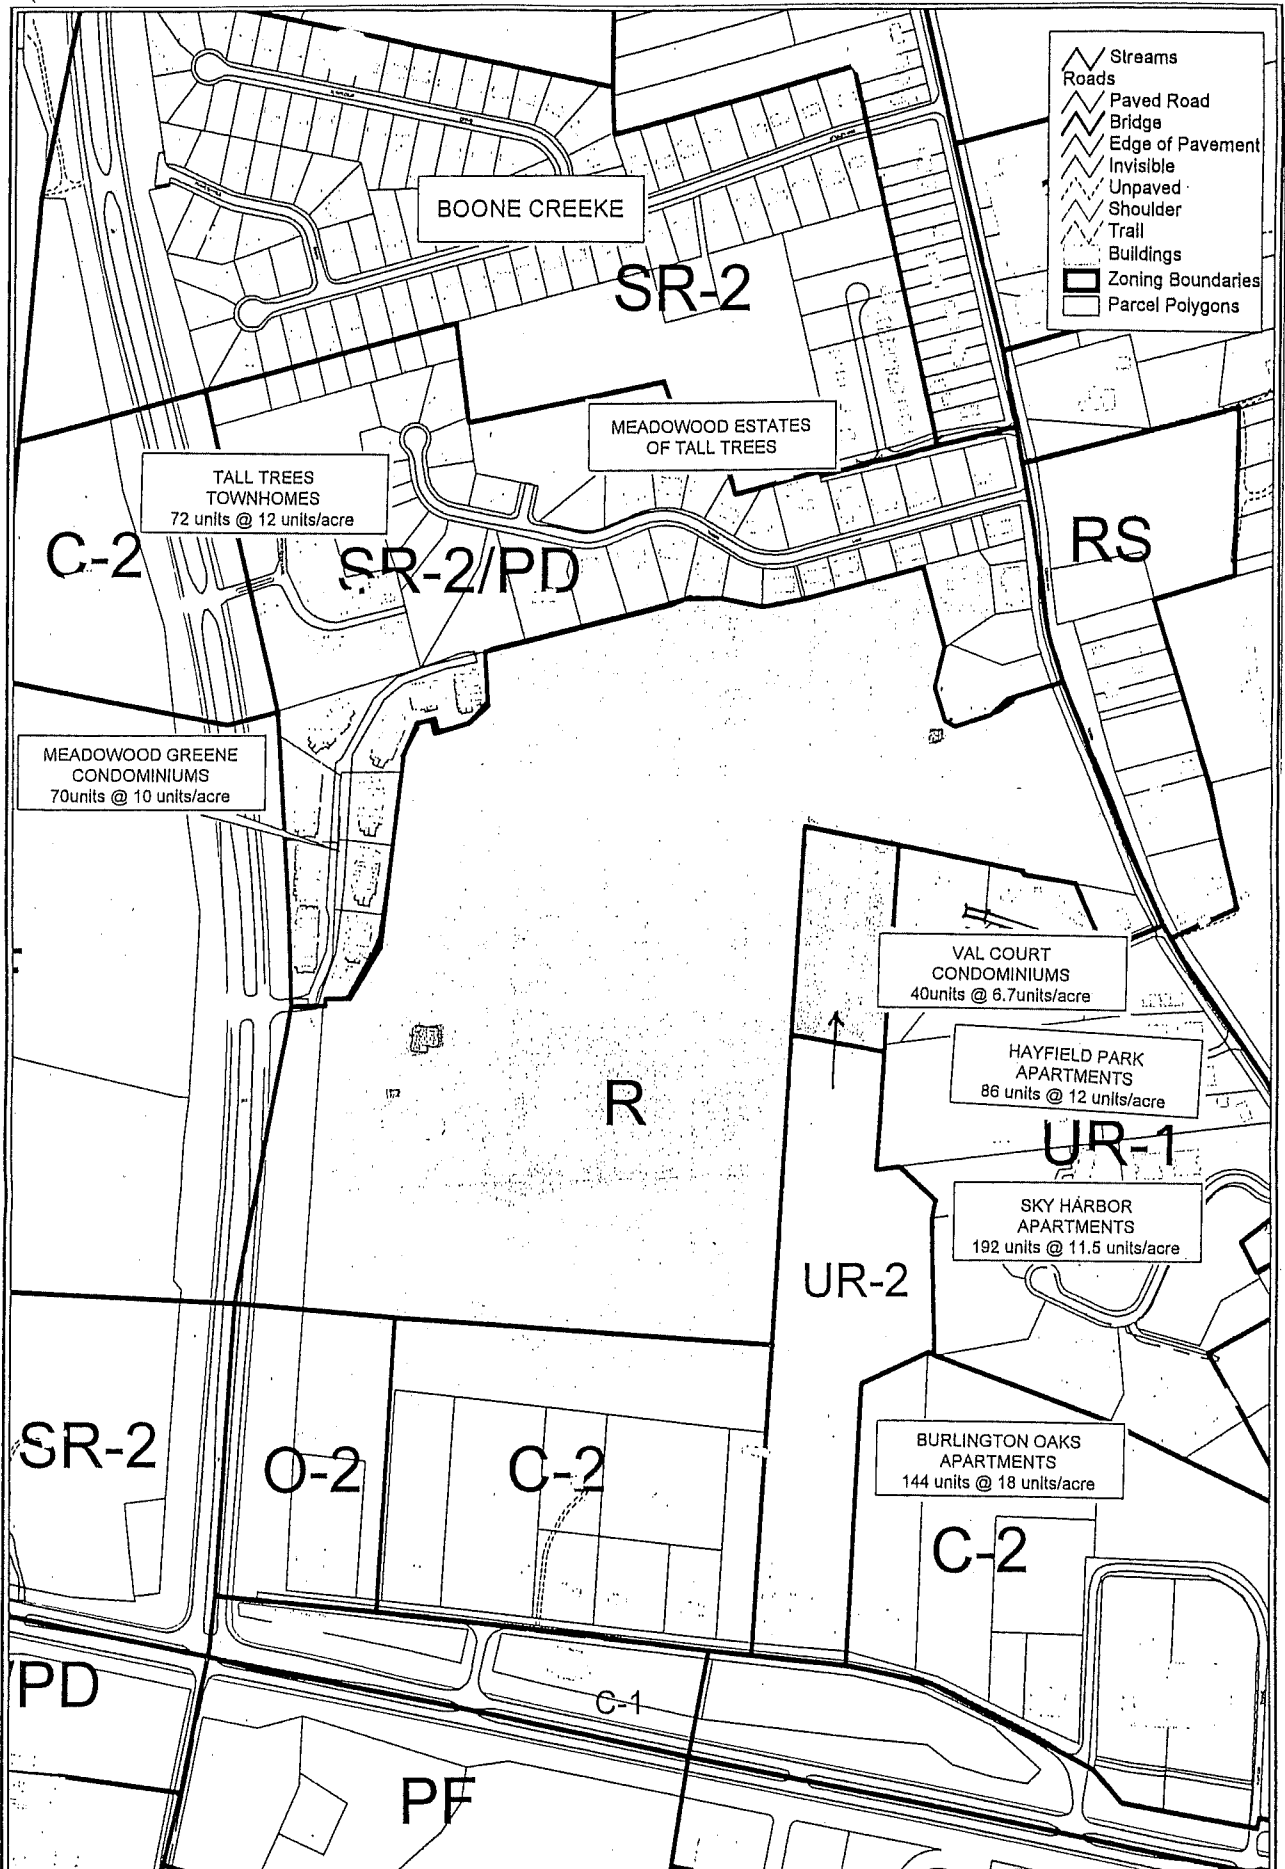 Streams
Roads
Paved Road
Bridge
Edge of Pavement
Invisible
Unpaved
Shoulder
Trail
Buildings
Zoning Boundaries
Parcel Polygons
BOONE CREEKE
SR-2
MEADOWOOD ESTATES
OF TALL TREES
TALL TREES
TOWNHOMES
72 units @ 12 units/acre
C-2
SR-2/PD
RS
MEADOWOOD GREENE
CONDOMINIUMS
70units @ 10 units/acre
VAL COURT
CONDOMINIUMS
40units @ 6.7units/acre
HAYFIELD PARK
APARTMENTS
86 units @ 12 units/acre
R
UR-1
SKY HARBOR
APARTMENTS
192 units @ 11.5 units/acre
UR-2
SR-2
O-2
C-2
BURLINGTON OAKS
APARTMENTS
144 units @ 18 units/acre
C-2
/PD
C-1
PF